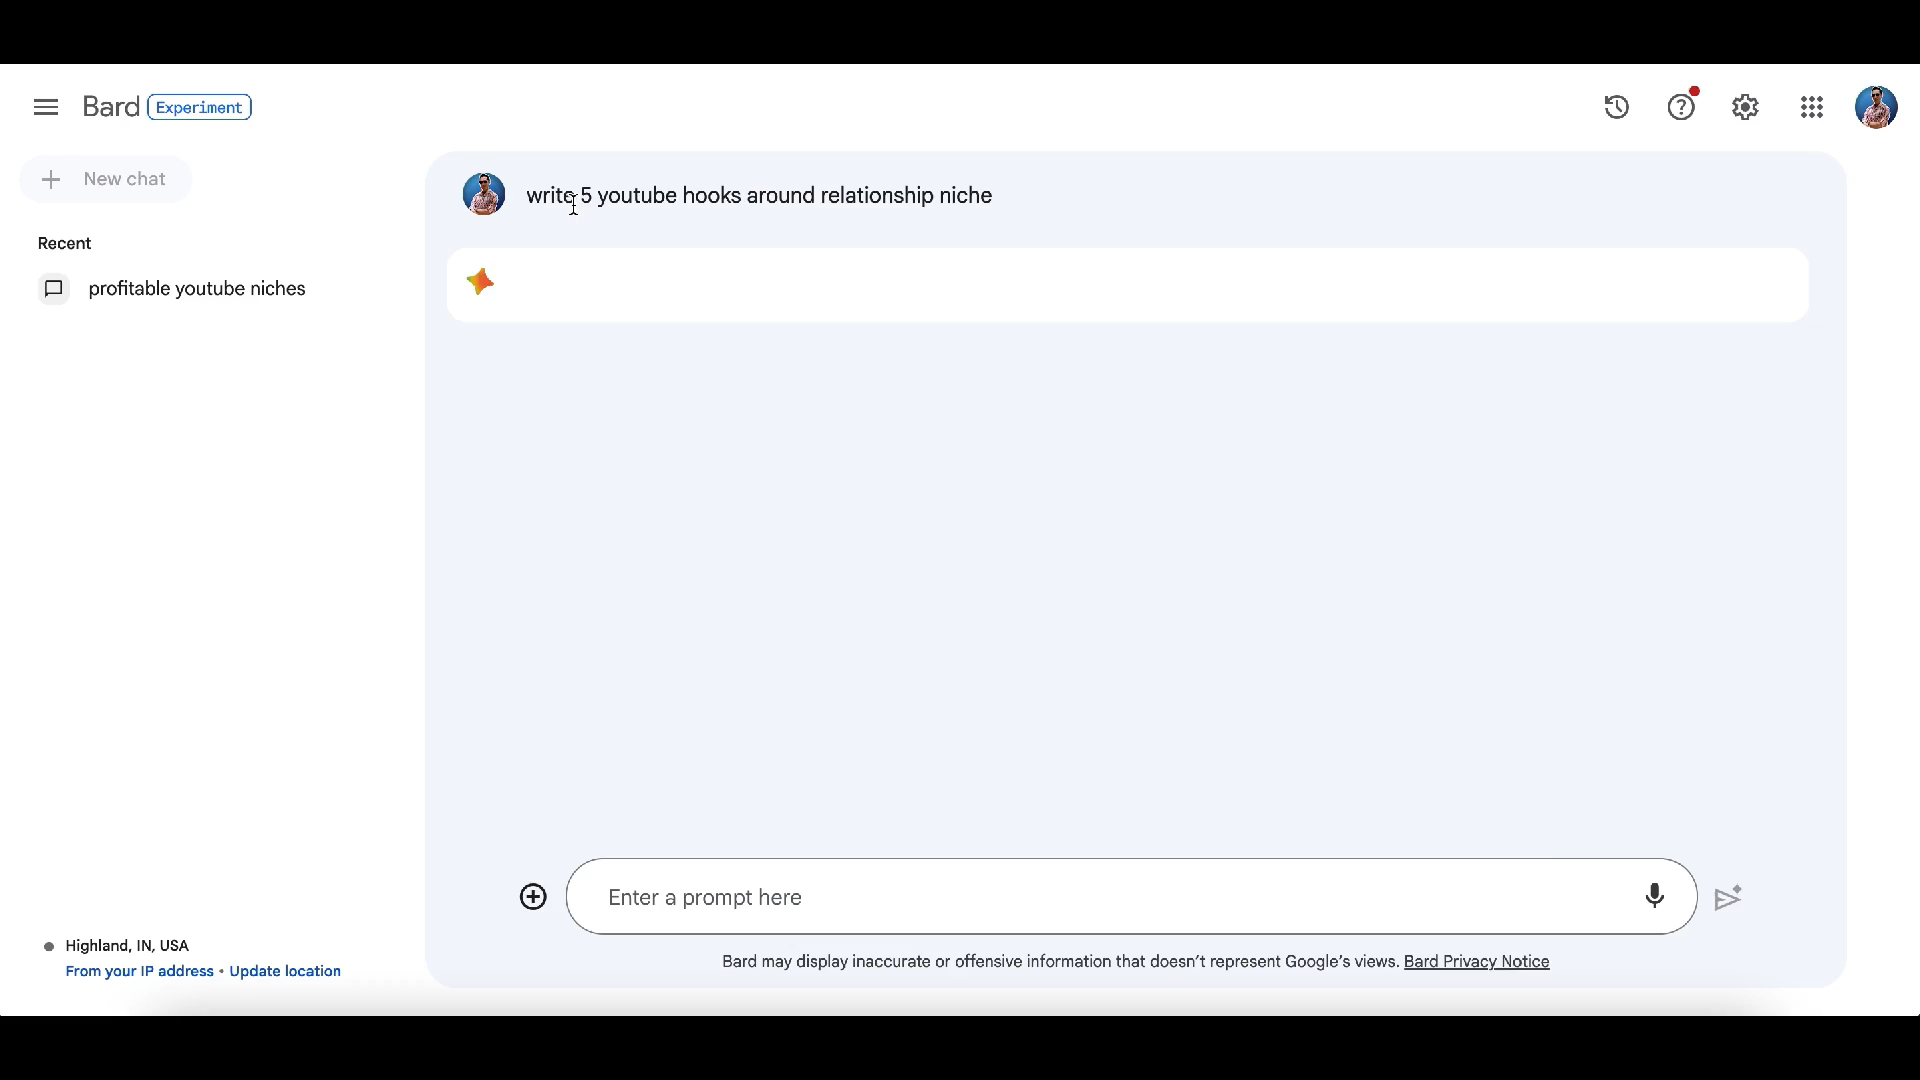 Bard Experiment
New chat
write 5 youtube hooks around relationship niche
Recent
profitable youtube niches
Enter a prompt here
Highland, IN, USA
From your IP address • Update location
Bard may display inaccurate or offensive information that doesn’t represent Google’s views. Bard Privacy Notice